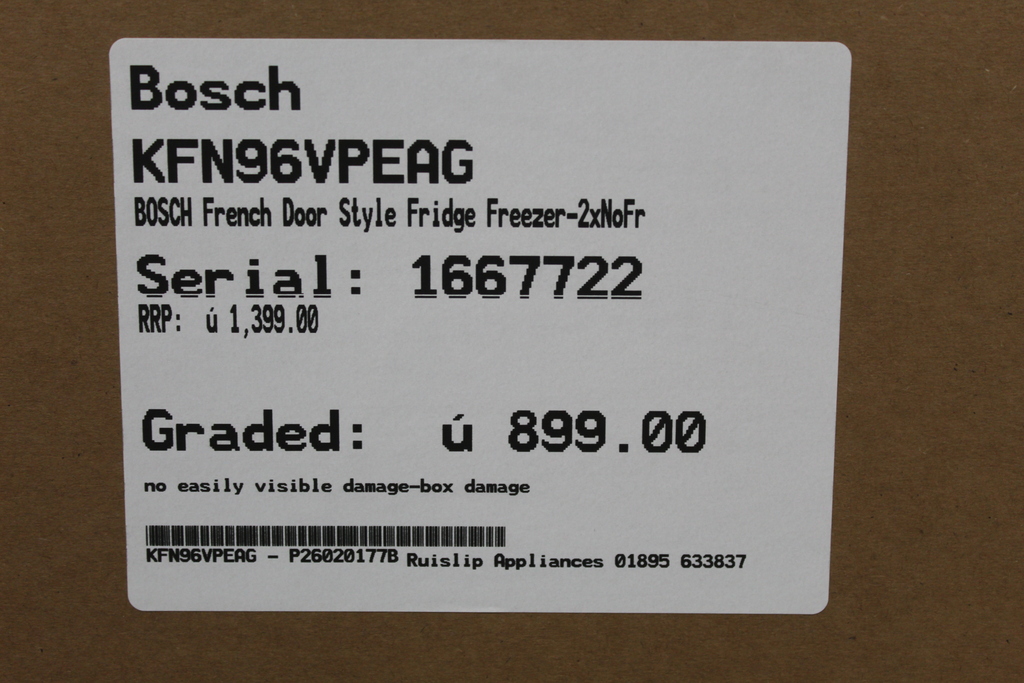 Bosch
KFN96VPEAG
BOSCH French Door Style Fridge Freezer-2xNoFr
Serial: 1667722
RRP: ú 1,399.00
Graded: ú 899.00
no easily visible damage-box damage
KFN96VPEAG - P26020177B Ruislip Appliances 01895 633837